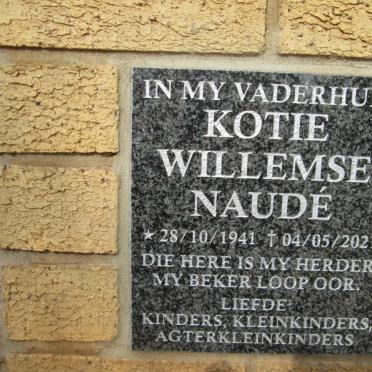 IN MY VADERHU
KOTIE
WILLEMSE
NAUDÉ
★ 28/10/1941 † 04/05/202
DIE HERE IS MY HERDER
MY BEKER LOOP OOR.
LIEFDE
KINDERS, KLEINKINDERS,
AGTERKLEINKINDERS